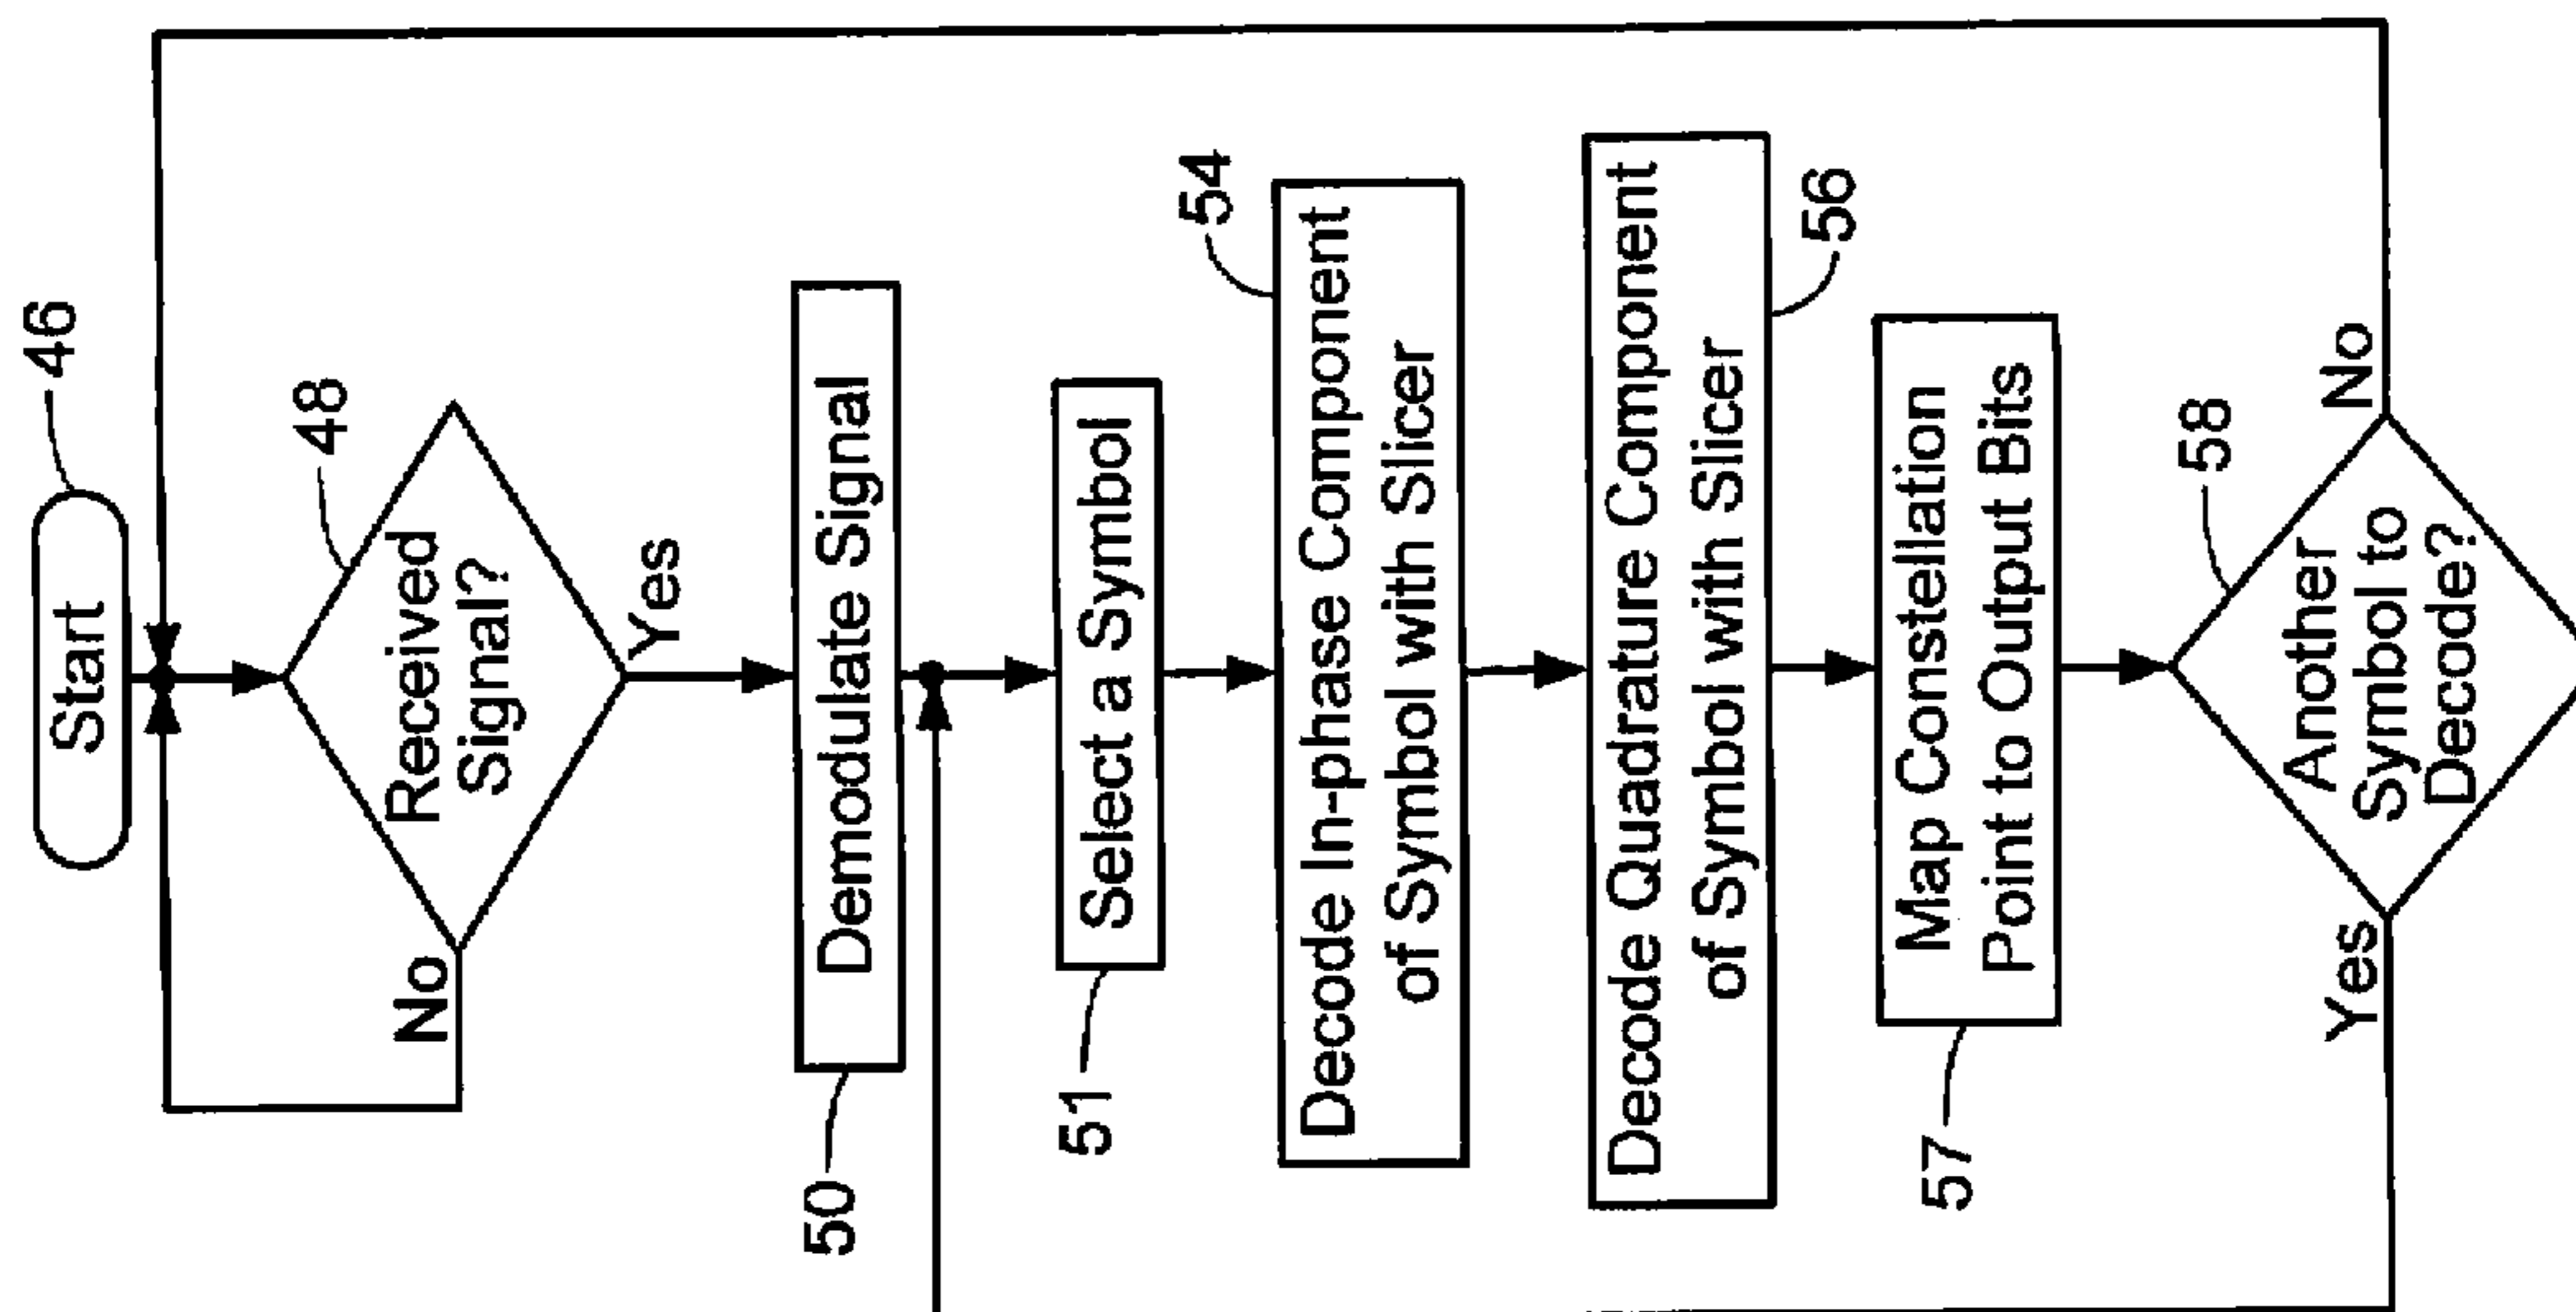 46
Start
48
Received
Signal?
No
Yes
Demodulate Signal
50
Select a Symbol
51
54
Decode In-phase Component
of Symbol with Slicer
Decode Quadrature Component
of Symbol with Slicer
56
Map Constellation
Point to Output Bits
57
58
Another
Symbol to
Decode?
Yes
No